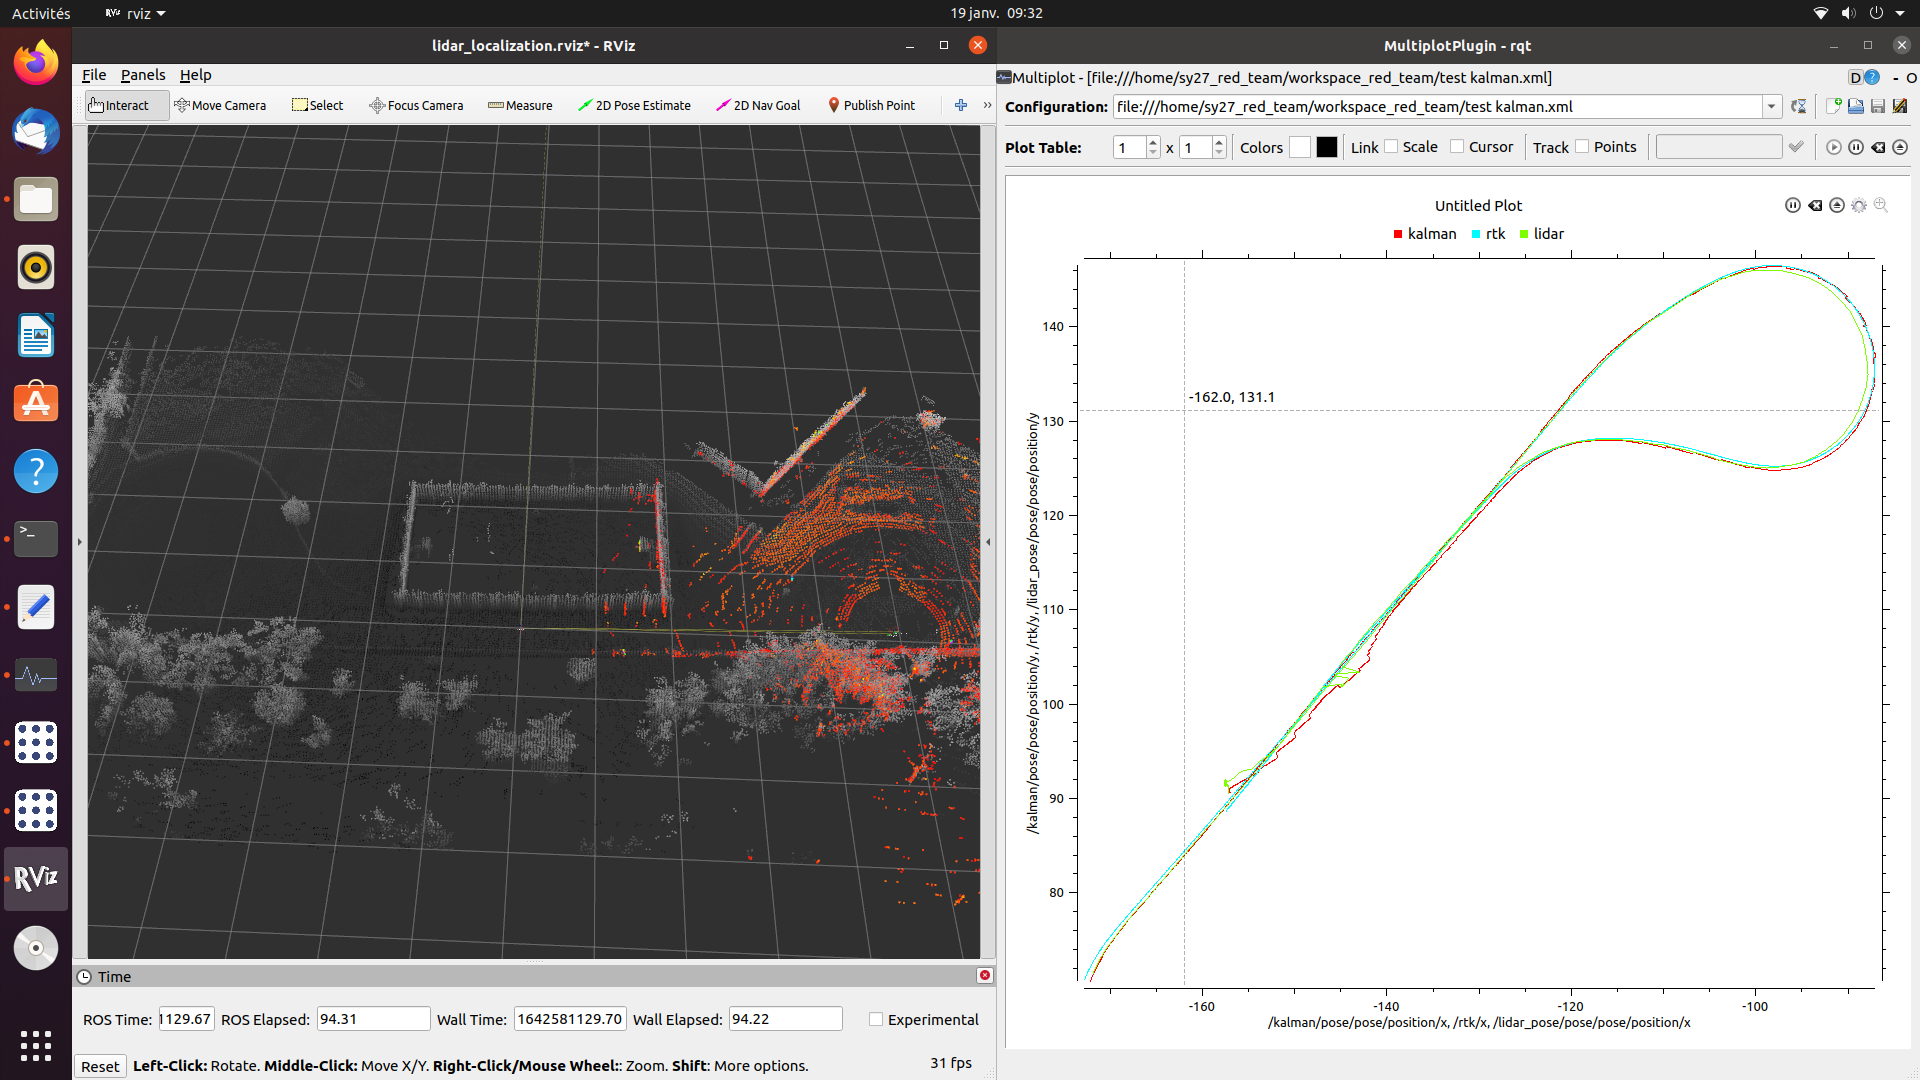 Activités
rviz
19 janv. 09:32
lidar_localization.rviz* - RViz
File Panels Help
Interact Move Camera Select Focus Camera Measure 2D Pose Estimate 2D Nav Goal Publish Point »
Time
ROS Time: 1129.67 ROS Elapsed: 94.31 Wall Time: 1642581129.70 Wall Elapsed: 94.22 Experimental
Reset Left-Click: Rotate. Middle-Click: Move X/Y. Right-Click/Mouse Wheel:: Zoom. Shift: More options. 31 fps
RViz
MultiplotPlugin - rqt
Multiplot - [file:///home/sy27_red_team/workspace_red_team/test kalman.xml] D ? - O
Configuration: file:///home/sy27_red_team/workspace_red_team/test kalman.xml
Plot Table: 1 x 1 Colors Link Scale Cursor Track Points
Untitled Plot
kalman rtk lidar
/kalman/pose/pose/position/y, /rtk/y, /lidar_pose/pose/pose/position/y
140
130
120
110
100
90
80
-162.0, 131.1
-160 -140 -120 -100
/kalman/pose/pose/position/x, /rtk/x, /lidar_pose/pose/pose/position/x